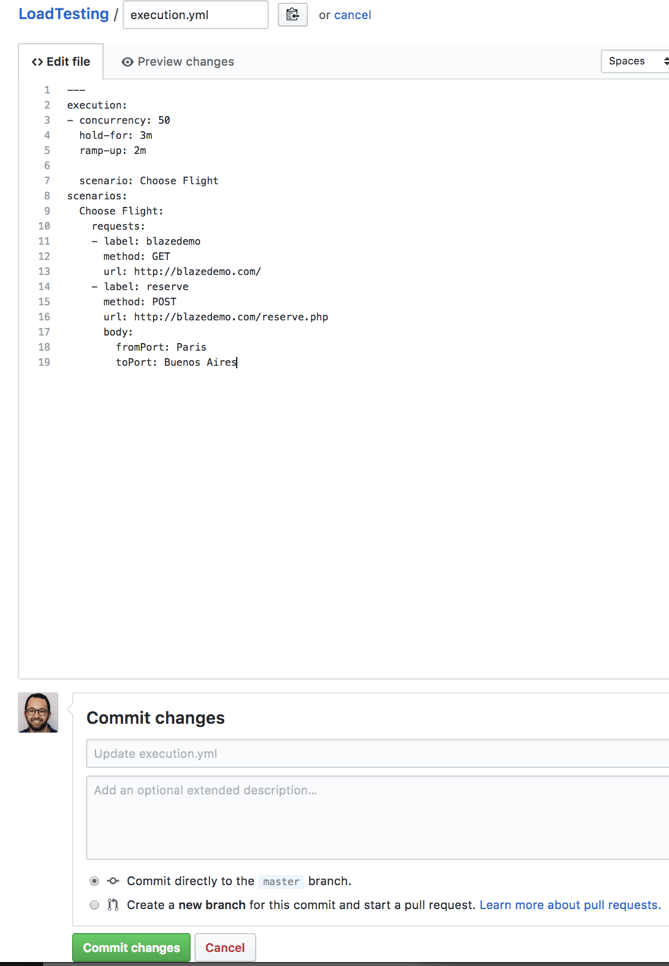 LoadTesting / execution.yml or cancel
<> Edit file Preview changes Spaces
1 ---
2 execution:
3 - concurrency: 50
4 hold-for: 3m
5 ramp-up: 2m
6
7 scenario: Choose Flight
8 scenarios:
9 Choose Flight:
10 requests:
11 - label: blazedemo
12 method: GET
13 url: http://blazedemo.com/
14 - label: reserve
15 method: POST
16 url: http://blazedemo.com/reserve.php
17 body:
18 fromPort: Paris
19 toPort: Buenos Aires
Commit changes
Update execution.yml
Add an optional extended description...
Commit directly to the master branch.
Create a new branch for this commit and start a pull request. Learn more about pull requests.
Commit changes Cancel